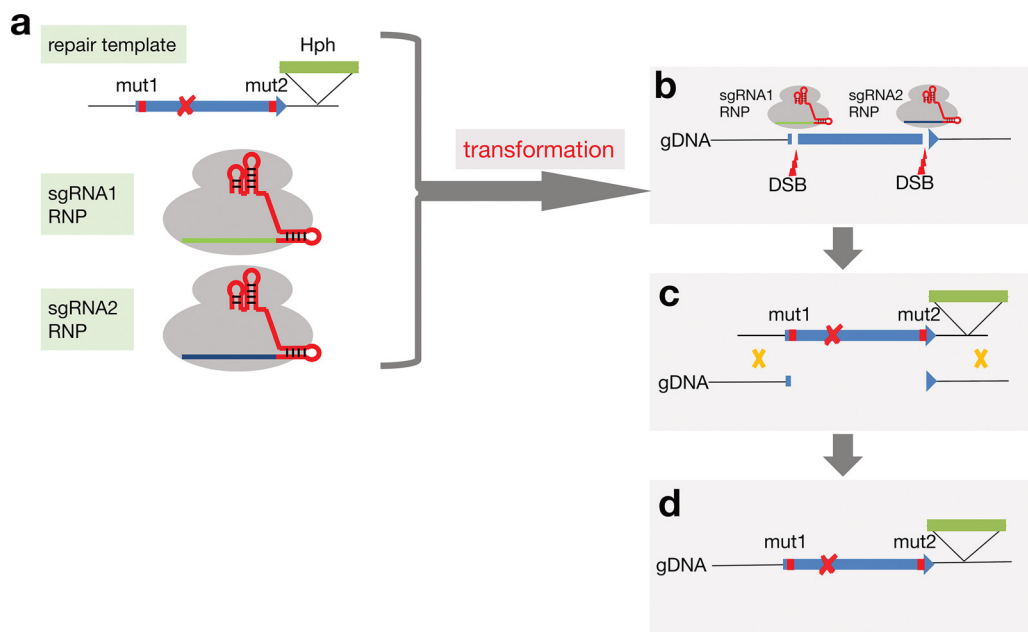 a
repair template
Hph
mut1
mut2
sgRNA1
RNP
sgRNA2
RNP
transformation
b
sgRNA1
RNP
sgRNA2
RNP
gDNA
DSB
DSB
c
mut1
mut2
gDNA
d
mut1
mut2
gDNA